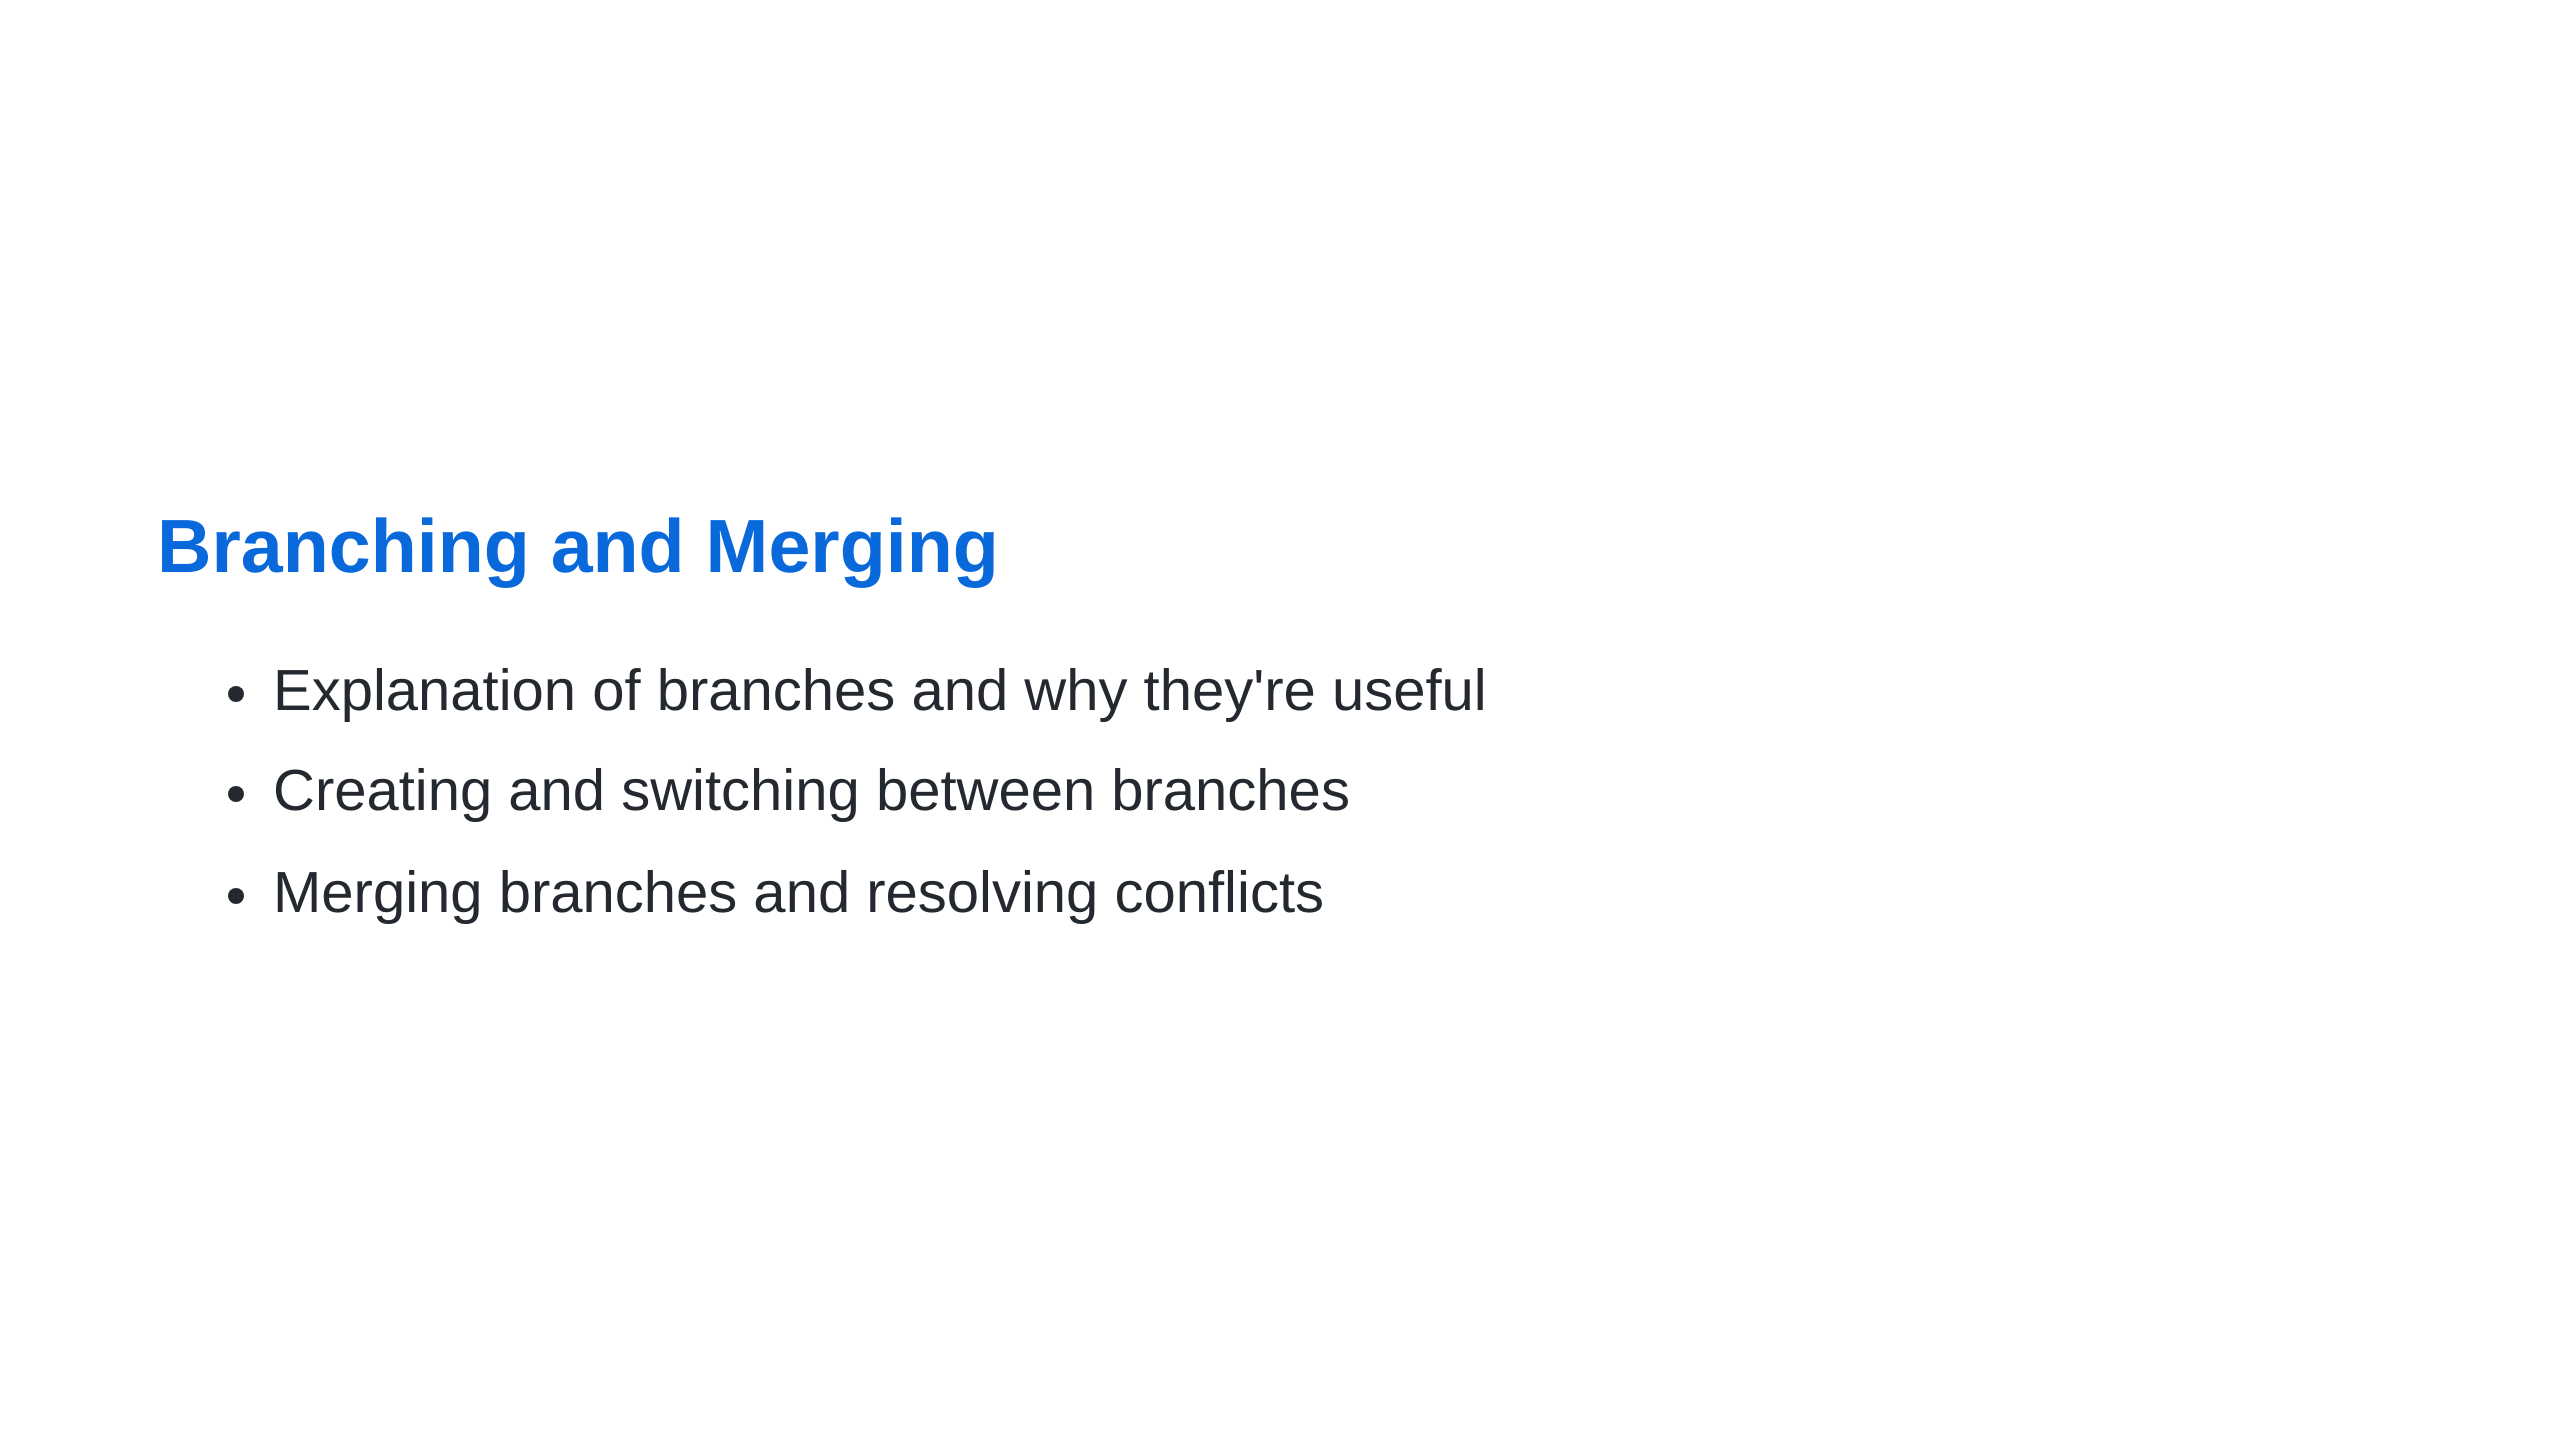 Branching and Merging
• Explanation of branches and why they're useful
• Creating and switching between branches
• Merging branches and resolving conflicts